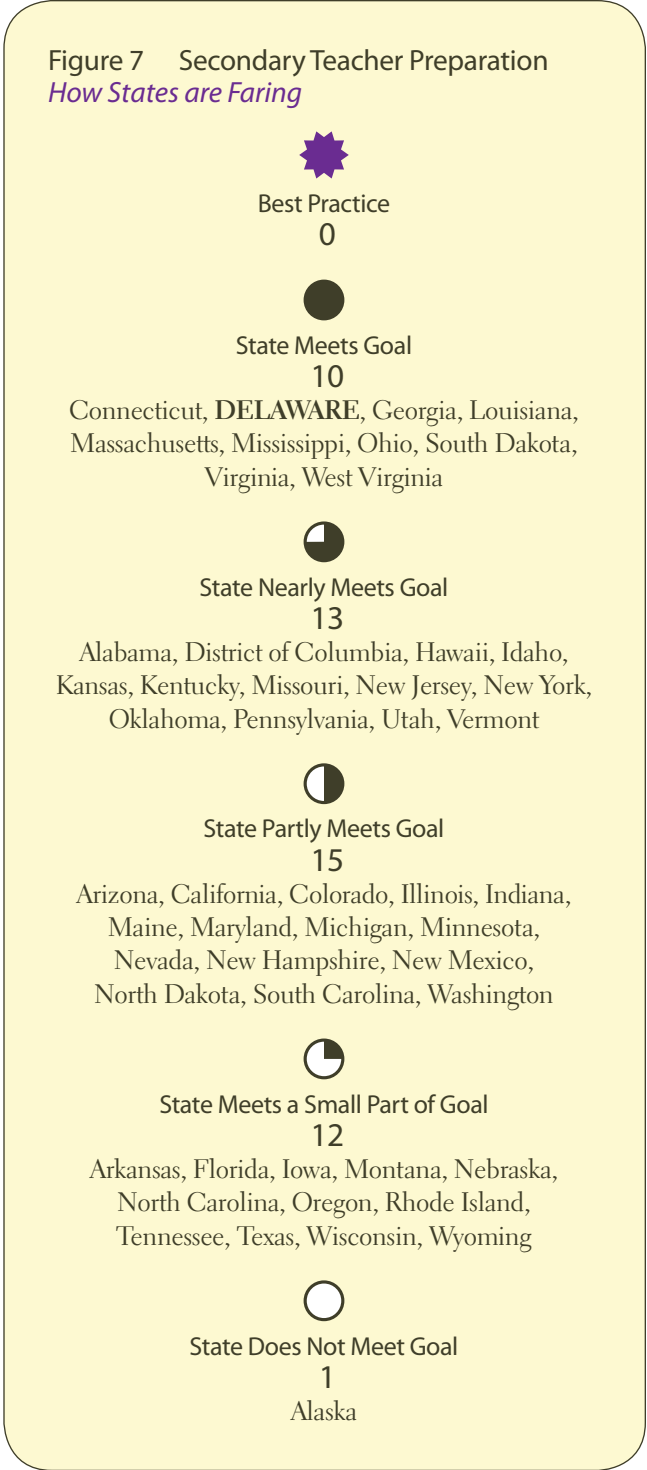 Figure 7 Secondary Teacher Preparation
How States are Faring
Best Practice
0
State Meets Goal
10
Connecticut, DELAWARE, Georgia, Louisiana,
Massachusetts, Mississippi, Ohio, South Dakota,
Virginia, West Virginia
State Nearly Meets Goal
13
Alabama, District of Columbia, Hawaii, Idaho,
Kansas, Kentucky, Missouri, New Jersey, New York,
Oklahoma, Pennsylvania, Utah, Vermont
State Partly Meets Goal
15
Arizona, California, Colorado, Illinois, Indiana,
Maine, Maryland, Michigan, Minnesota,
Nevada, New Hampshire, New Mexico,
North Dakota, South Carolina, Washington
State Meets a Small Part of Goal
12
Arkansas, Florida, Iowa, Montana, Nebraska,
North Carolina, Oregon, Rhode Island,
Tennessee, Texas, Wisconsin, Wyoming
State Does Not Meet Goal
1
Alaska